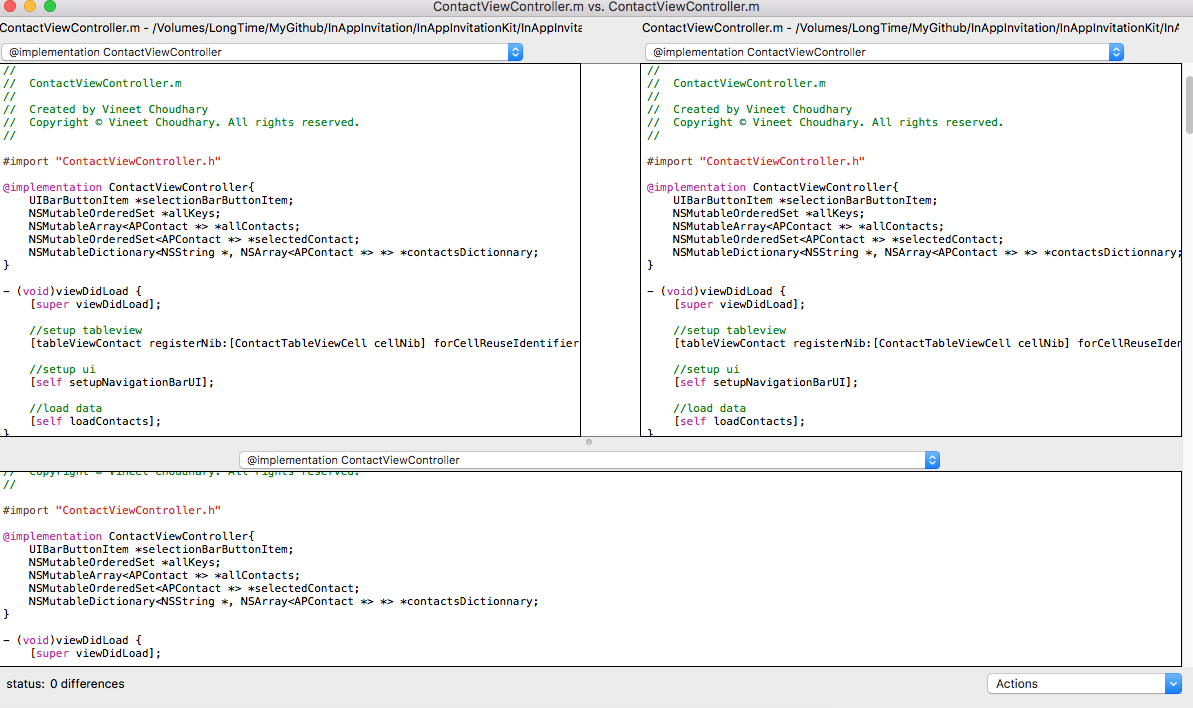 ContactViewController.m vs. ContactViewController.m
ContactViewController.m - /Volumes/LongTime/MyGithub/InAppInvitation/InAppInvitationKit/InAppInvita
@implementation ContactViewController
//
//  ContactViewController.m
//
//  Created by Vineet Choudhary
//  Copyright © Vineet Choudhary. All rights reserved.
//
#import "ContactViewController.h"
@implementation ContactViewController{
    UIBarButtonItem *selectionBarButtonItem;
    NSMutableOrderedSet *allKeys;
    NSMutableArray<APContact *> *allContacts;
    NSMutableOrderedSet<APContact *> *selectedContact;
    NSMutableDictionary<NSString *, NSArray<APContact *> *> *contactsDictionnary;
}
- (void)viewDidLoad {
    [super viewDidLoad];
    //setup tableview
    [tableViewContact registerNib:[ContactTableViewCell cellNib] forCellReuseIdentifier
    //setup ui
    [self setupNavigationBarUI];
    //load data
    [self loadContacts];
}
ContactViewController.m - /Volumes/LongTime/MyGithub/InAppInvitation/InAppInvitationKit/InA
@implementation ContactViewController
//
//  ContactViewController.m
//
//  Created by Vineet Choudhary
//  Copyright © Vineet Choudhary. All rights reserved.
//
#import "ContactViewController.h"
@implementation ContactViewController{
    UIBarButtonItem *selectionBarButtonItem;
    NSMutableOrderedSet *allKeys;
    NSMutableArray<APContact *> *allContacts;
    NSMutableOrderedSet<APContact *> *selectedContact;
    NSMutableDictionary<NSString *, NSArray<APContact *> *> *contactsDictionnary;
}
- (void)viewDidLoad {
    [super viewDidLoad];
    //setup tableview
    [tableViewContact registerNib:[ContactTableViewCell cellNib] forCellReuseIden
    //setup ui
    [self setupNavigationBarUI];
    //load data
    [self loadContacts];
}
@implementation ContactViewController
//  Copyright © Vineet Choudhary. All rights reserved.
//
#import "ContactViewController.h"
@implementation ContactViewController{
    UIBarButtonItem *selectionBarButtonItem;
    NSMutableOrderedSet *allKeys;
    NSMutableArray<APContact *> *allContacts;
    NSMutableOrderedSet<APContact *> *selectedContact;
    NSMutableDictionary<NSString *, NSArray<APContact *> *> *contactsDictionnary;
}
- (void)viewDidLoad {
    [super viewDidLoad];
status: 0 differences
Actions